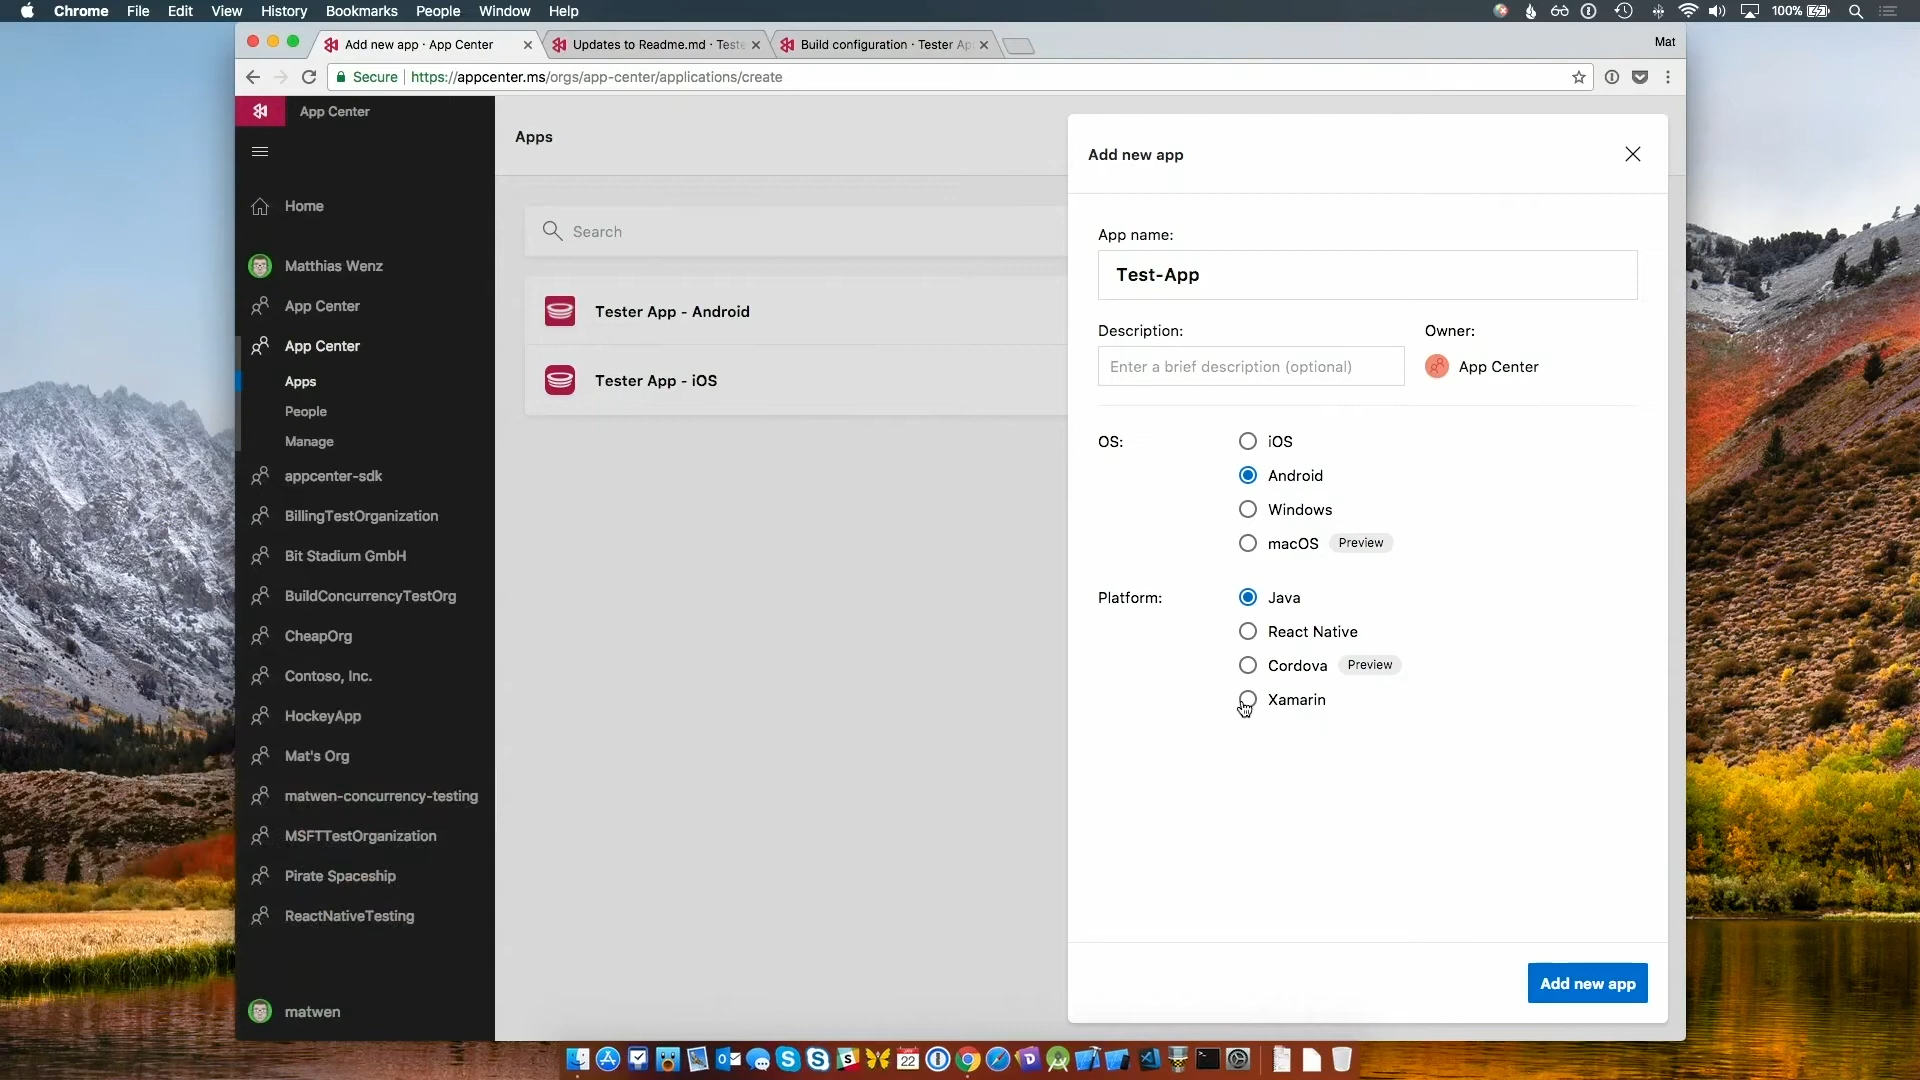 Chrome File Edit View History Bookmarks People Window Help
100%
Add new app · App Center
Updates to Readme.md · Teste
Build configuration · Tester Ap
Mat
Secure https://appcenter.ms/orgs/app-center/applications/create
App Center
Home
Matthias Wenz
App Center
App Center
Apps
People
Manage
appcenter-sdk
BillingTestOrganization
Bit Stadium GmbH
BuildConcurrencyTestOrg
CheapOrg
Contoso, Inc.
HockeyApp
Mat's Org
matwen-concurrency-testing
MSFTTestOrganization
Pirate Spaceship
ReactNativeTesting
matwen
Apps
Search
Tester App - Android
Tester App - iOS
Add new app
App name:
Test-App
Description:
Owner:
Enter a brief description (optional)
App Center
OS:
iOS
Android
Windows
macOS Preview
Platform:
Java
React Native
Cordova Preview
Xamarin
Add new app
22